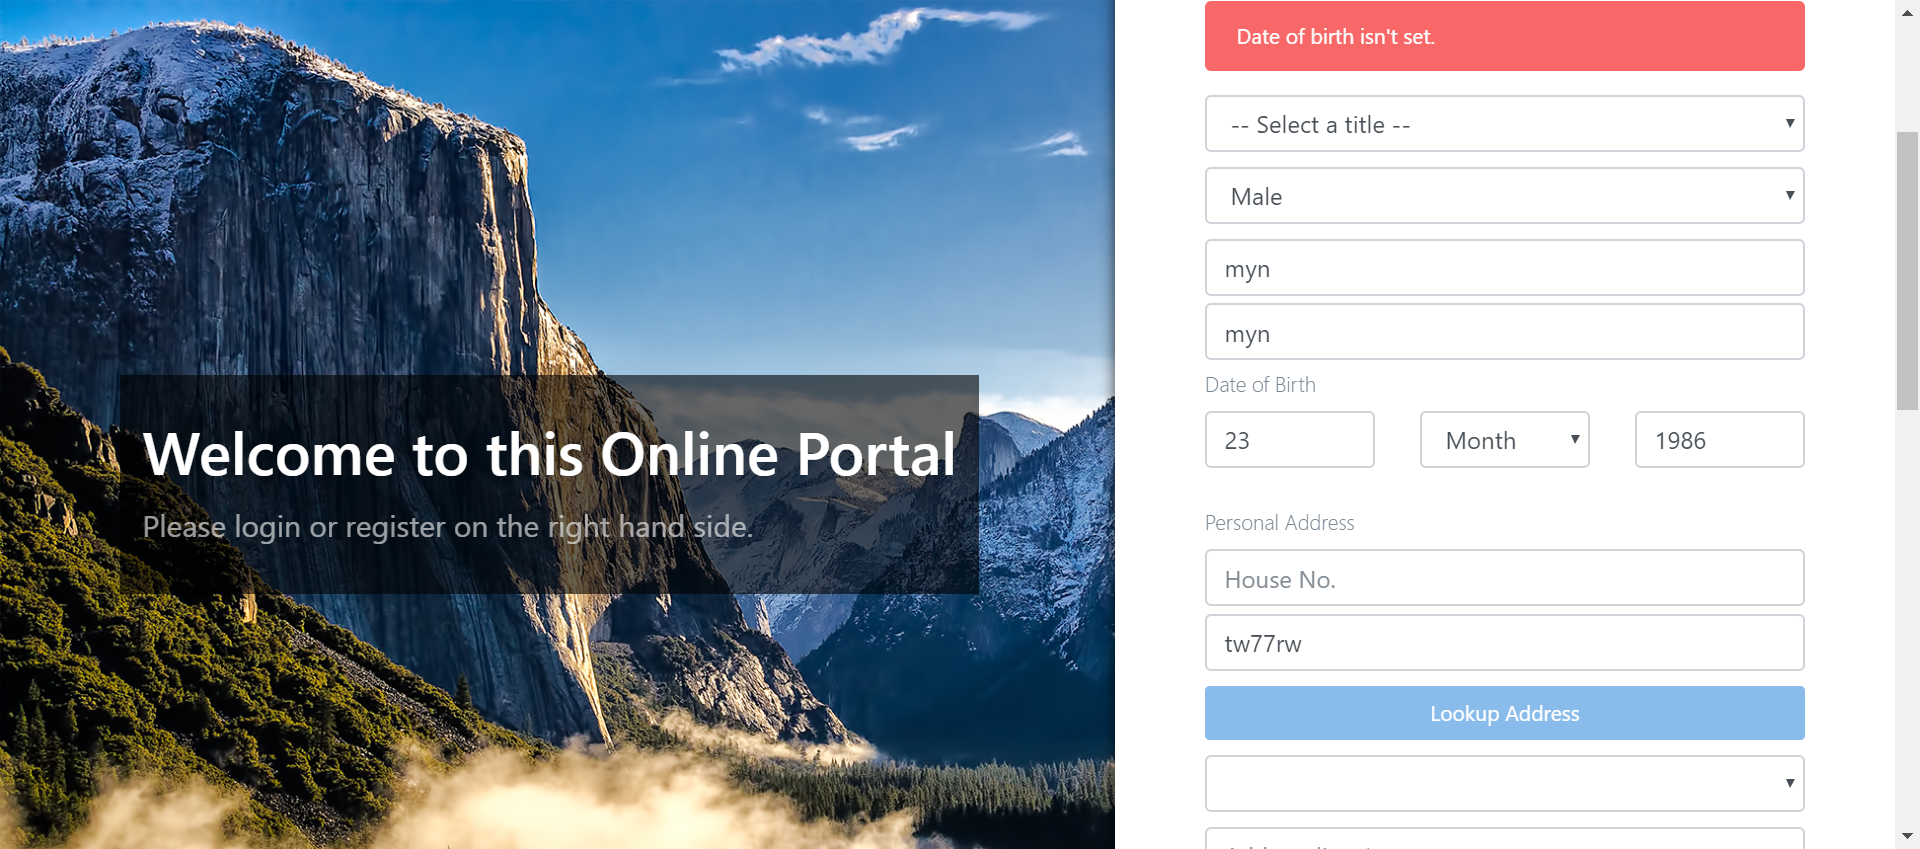 Date of birth isn't set.
-- Select a title --
Male
myn
myn
Date of Birth
23 Month 1986
Personal Address
House No.
tw77rw
Lookup Address
Welcome to this Online Portal
Please login or register on the right hand side.